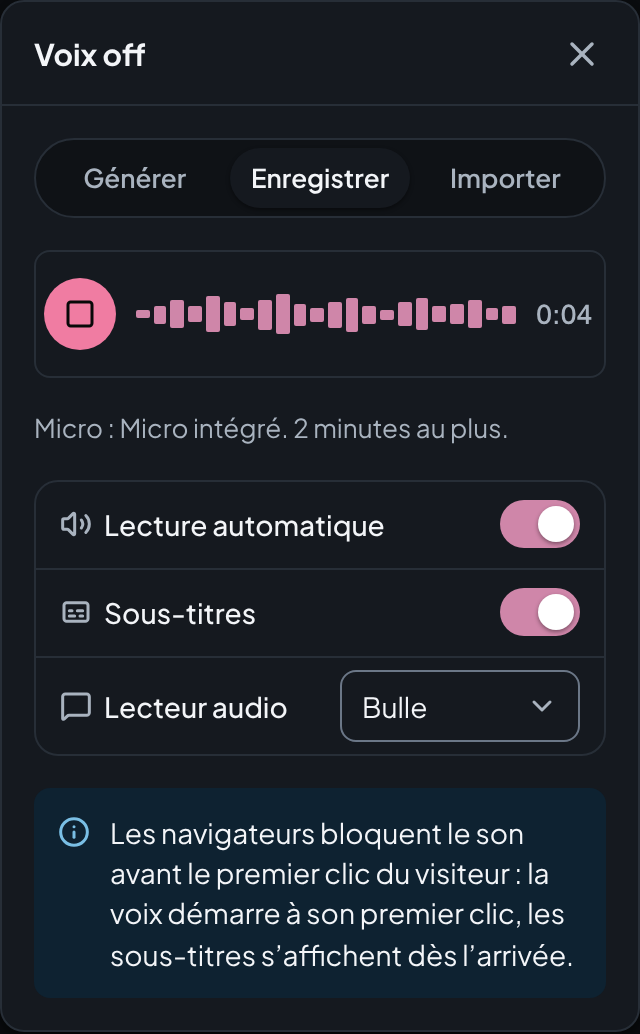 Voix off
Générer
Enregistrer
Importer
0:04
Micro : Micro intégré. 2 minutes au plus.
Lecture automatique
Sous-titres
Lecteur audio
Bulle
Les navigateurs bloquent le son
avant le premier clic du visiteur : la
voix démarre à son premier clic, les
sous-titres s’affichent dès l’arrivée.